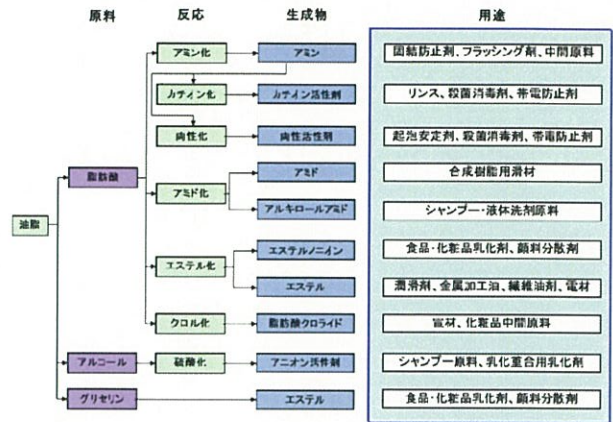 原料 反応 生成物 用途
アミン化 アミン 固結防止剤、フラッシング剤、中間原料
カチオン化 カチオン活性剤 リンス、殺菌消毒剤、帯電防止剤
両性化 両性活性剤 起泡安定剤、殺菌消毒剤、帯電防止剤
脂肪酸 アミド化 アミド 合成樹脂用滑材
アルキロールアミド シャンプー・液体洗剤原料
油脂
エステル化 エステルノニオン 食品・化粧品乳化剤、顔料分散剤
エステル 潤滑剤、金属加工油、繊維油剤、電材
クロル化 脂肪酸クロライド 電材、化粧品中間原料
アルコール 硫酸化 アニオン活性剤 シャンプー原料、乳化重合用乳化剤
グリセリン エステル 食品・化粧品乳化剤、顔料分散剤